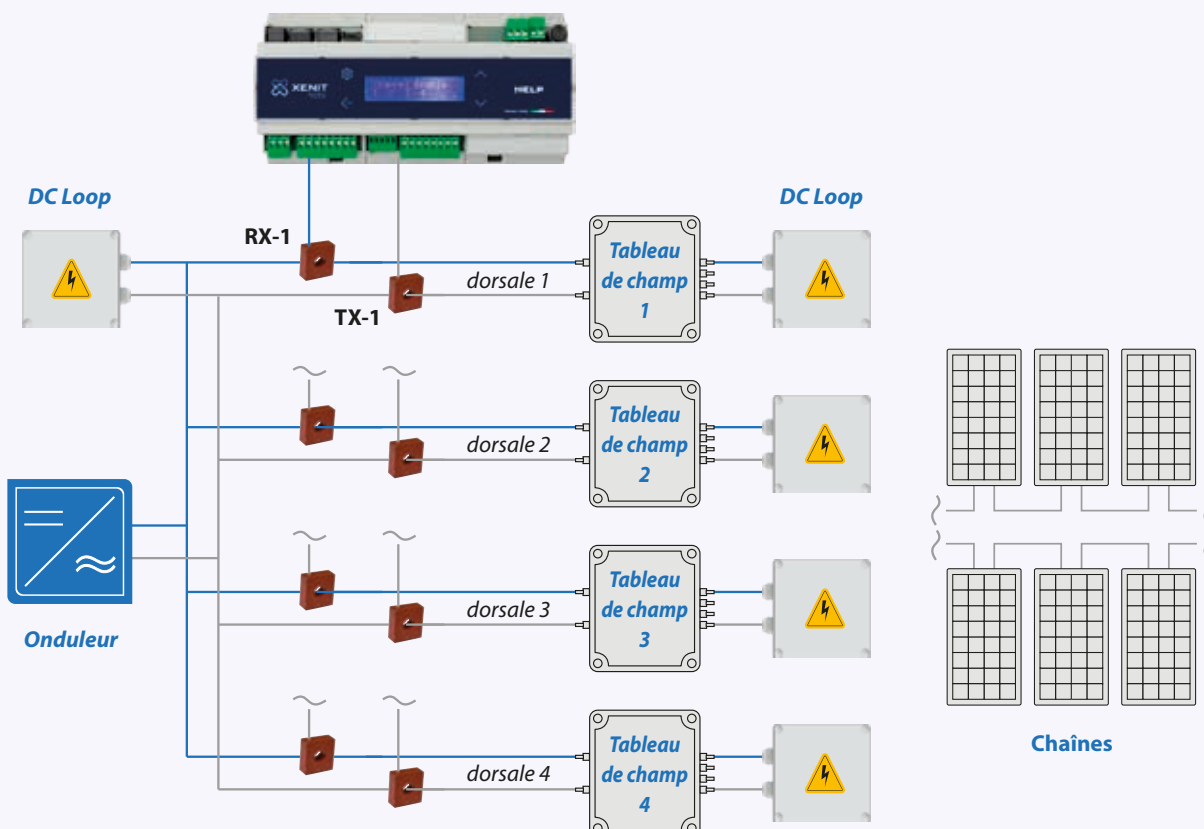 XENIT
HELP
DC Loop
DC Loop
RX-1
TX-1
dorsale 1
Tableau
de champ
1
dorsale 2
Tableau
de champ
2
dorsale 3
Tableau
de champ
3
Onduleur
dorsale 4
Tableau
de champ
4
Chaînes